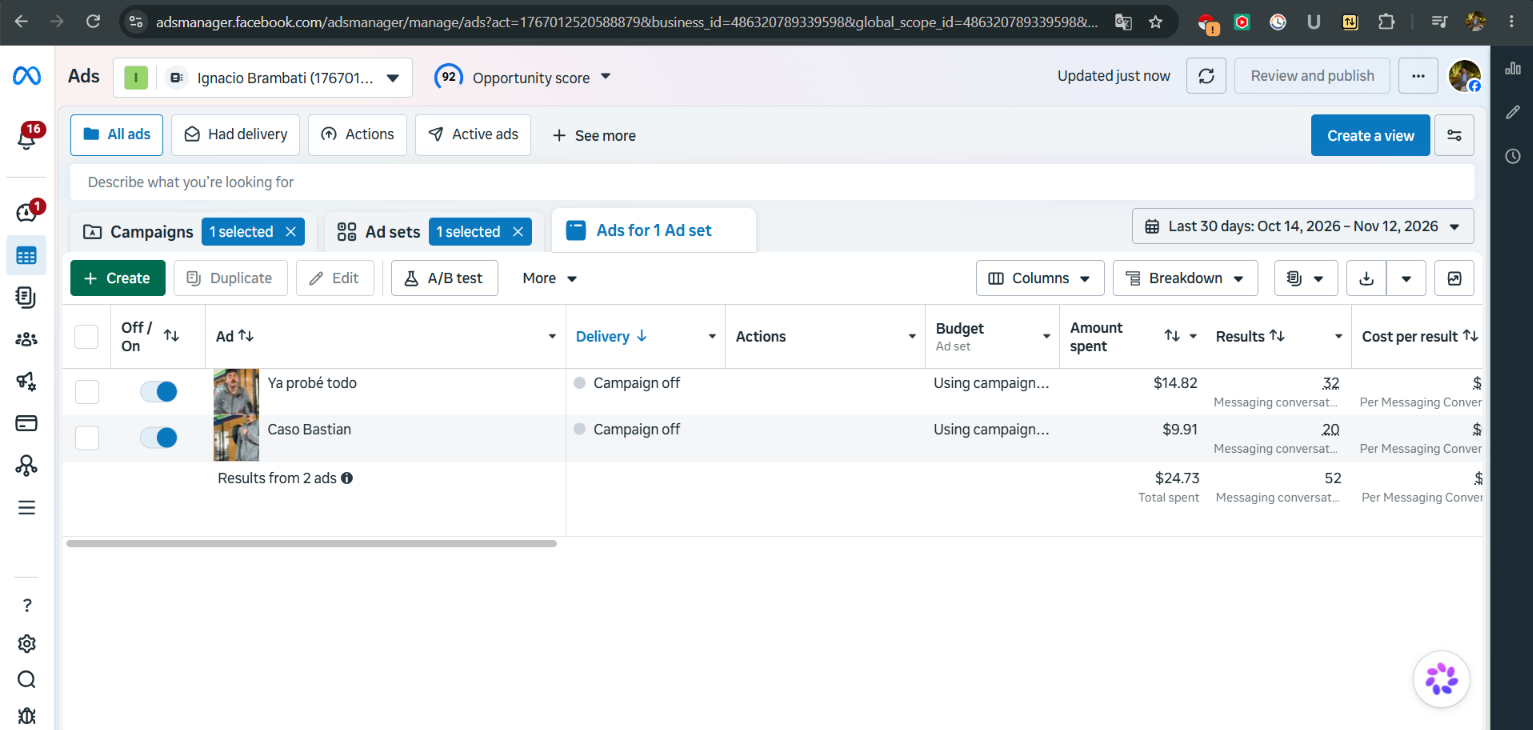 adsmanager.facebook.com/adsmanager/manage/ads?act=1767012520588879&business_id=486320789339598&global_scope_id=486320789339598&...
Ads
I
Ignacio Brambati (176701...
92
Opportunity score
Updated just now
Review and publish
16
1
All ads
Had delivery
Actions
Active ads
+ See more
Create a view
Describe what you're looking for
Campaigns
1 selected
Ad sets
1 selected
Ads for 1 Ad set
Last 30 days: Oct 14, 2026 – Nov 12, 2026
+ Create
Duplicate
Edit
A/B test
More
Columns
Breakdown
Off / On
Ad
Delivery
Actions
Budget
Ad set
Amount spent
Results
Cost per result
Ya probé todo
Campaign off
Using campaign...
$14.82
32
$
Messaging conversat...
Per Messaging Conver
Caso Bastian
Campaign off
Using campaign...
$9.91
20
$
Messaging conversat...
Per Messaging Conver
Results from 2 ads
$24.73
52
$
Total spent
Messaging conversat...
Per Messaging Conver
?